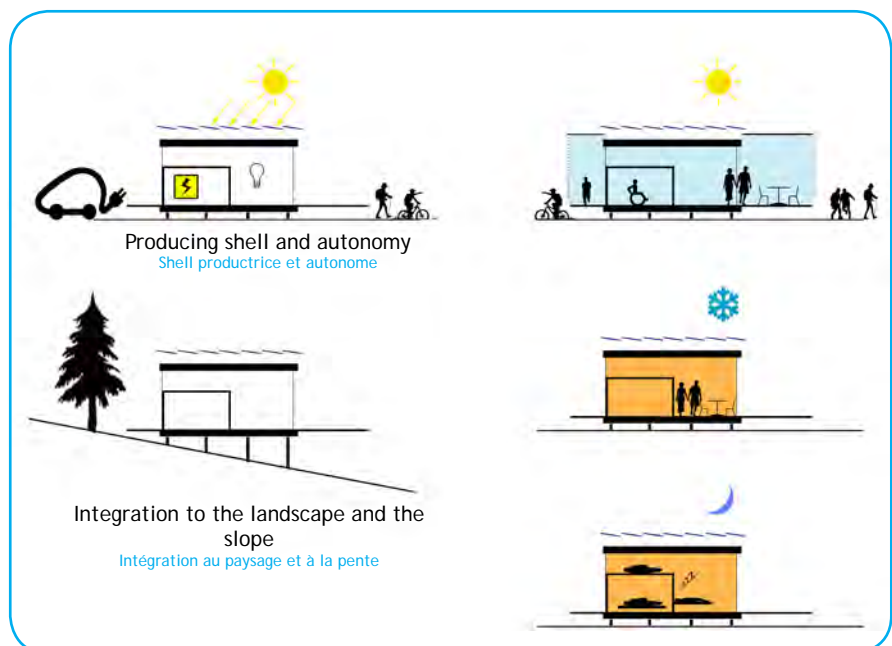 Producing shell and autonomy
Shell productrice et autonome
Integration to the landscape and the
slope
Intégration au paysage et à la pente
zzz